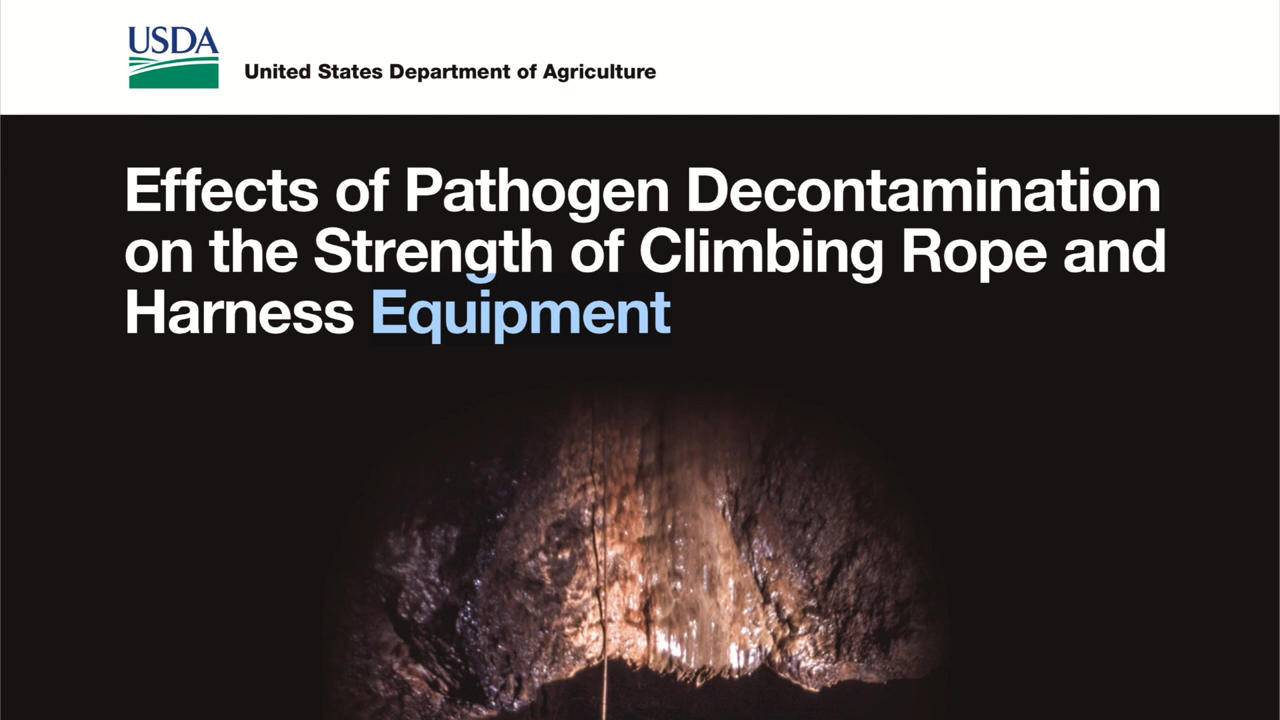 USDA
United States Department of Agriculture
Effects of Pathogen Decontamination
on the Strength of Climbing Rope and
Harness Equipment